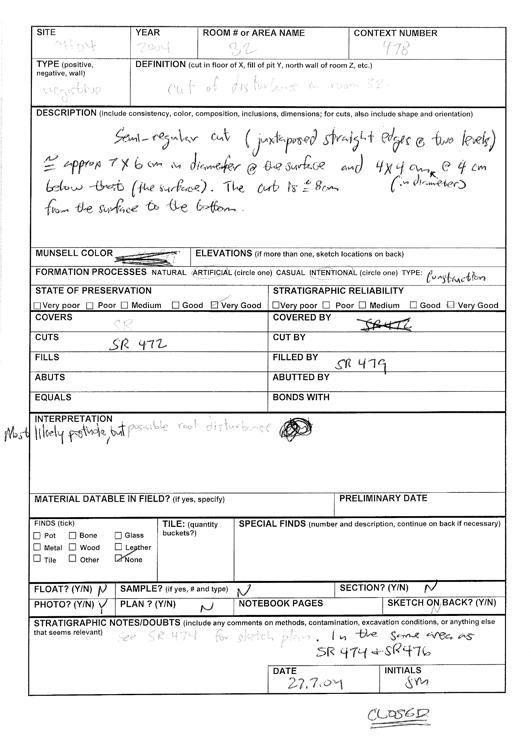 SITE YEAR ROOM # or AREA NAME CONTEXT NUMBER
2004 32 478
TYPE (positive, negative, wall) DEFINITION (cut in floor of X, fill of pit Y, north wall of room Z, etc.)
negative Cut of disturbance in room 32.
DESCRIPTION (include consistency, color, composition, inclusions, dimensions; for cuts, also include shape and orientation)
Semi-regular cut (juxtaposed straight edges @ two levels)
≅ approx 7 X 6 cm in diameter @ the surface and 4X4 cm @ 4 cm
below that (the surface). The cut is ≅ 8cm (in diameter)
from the surface to the bottom.
MUNSELL COLOR ELEVATIONS (if more than one, sketch locations on back)
FORMATION PROCESSES NATURAL ARTIFICIAL (circle one) CASUAL INTENTIONAL (circle one) TYPE: Construction
STATE OF PRESERVATION STRATIGRAPHIC RELIABILITY
Very poor Poor Medium Good Very Good Very poor Poor Medium Good Very Good
COVERS SR COVERED BY
CUTS SR 472 CUT BY
FILLS FILLED BY SR 479
ABUTS ABUTTED BY
EQUALS BONDS WITH
INTERPRETATION
Most likely posthole, but possible root disturbance
MATERIAL DATABLE IN FIELD? (if yes, specify) PRELIMINARY DATE
FINDS (tick) TILE: (quantity buckets?) SPECIAL FINDS (number and description, continue on back if necessary)
Pot Bone Glass
Metal Wood Leather
Tile Other None
FLOAT? (Y/N) N SAMPLE? (if yes, # and type) N SECTION? (Y/N) N
PHOTO? (Y/N) Y PLAN ? (Y/N) N NOTEBOOK PAGES SKETCH ON BACK? (Y/N)
STRATIGRAPHIC NOTES/DOUBTS (include any comments on methods, contamination, excavation conditions, or anything else
that seems relevant) See SR 474 for sketch plan. In the same area as
SR 474 + SR476
DATE INITIALS
27.7.04 SM
CLOSED